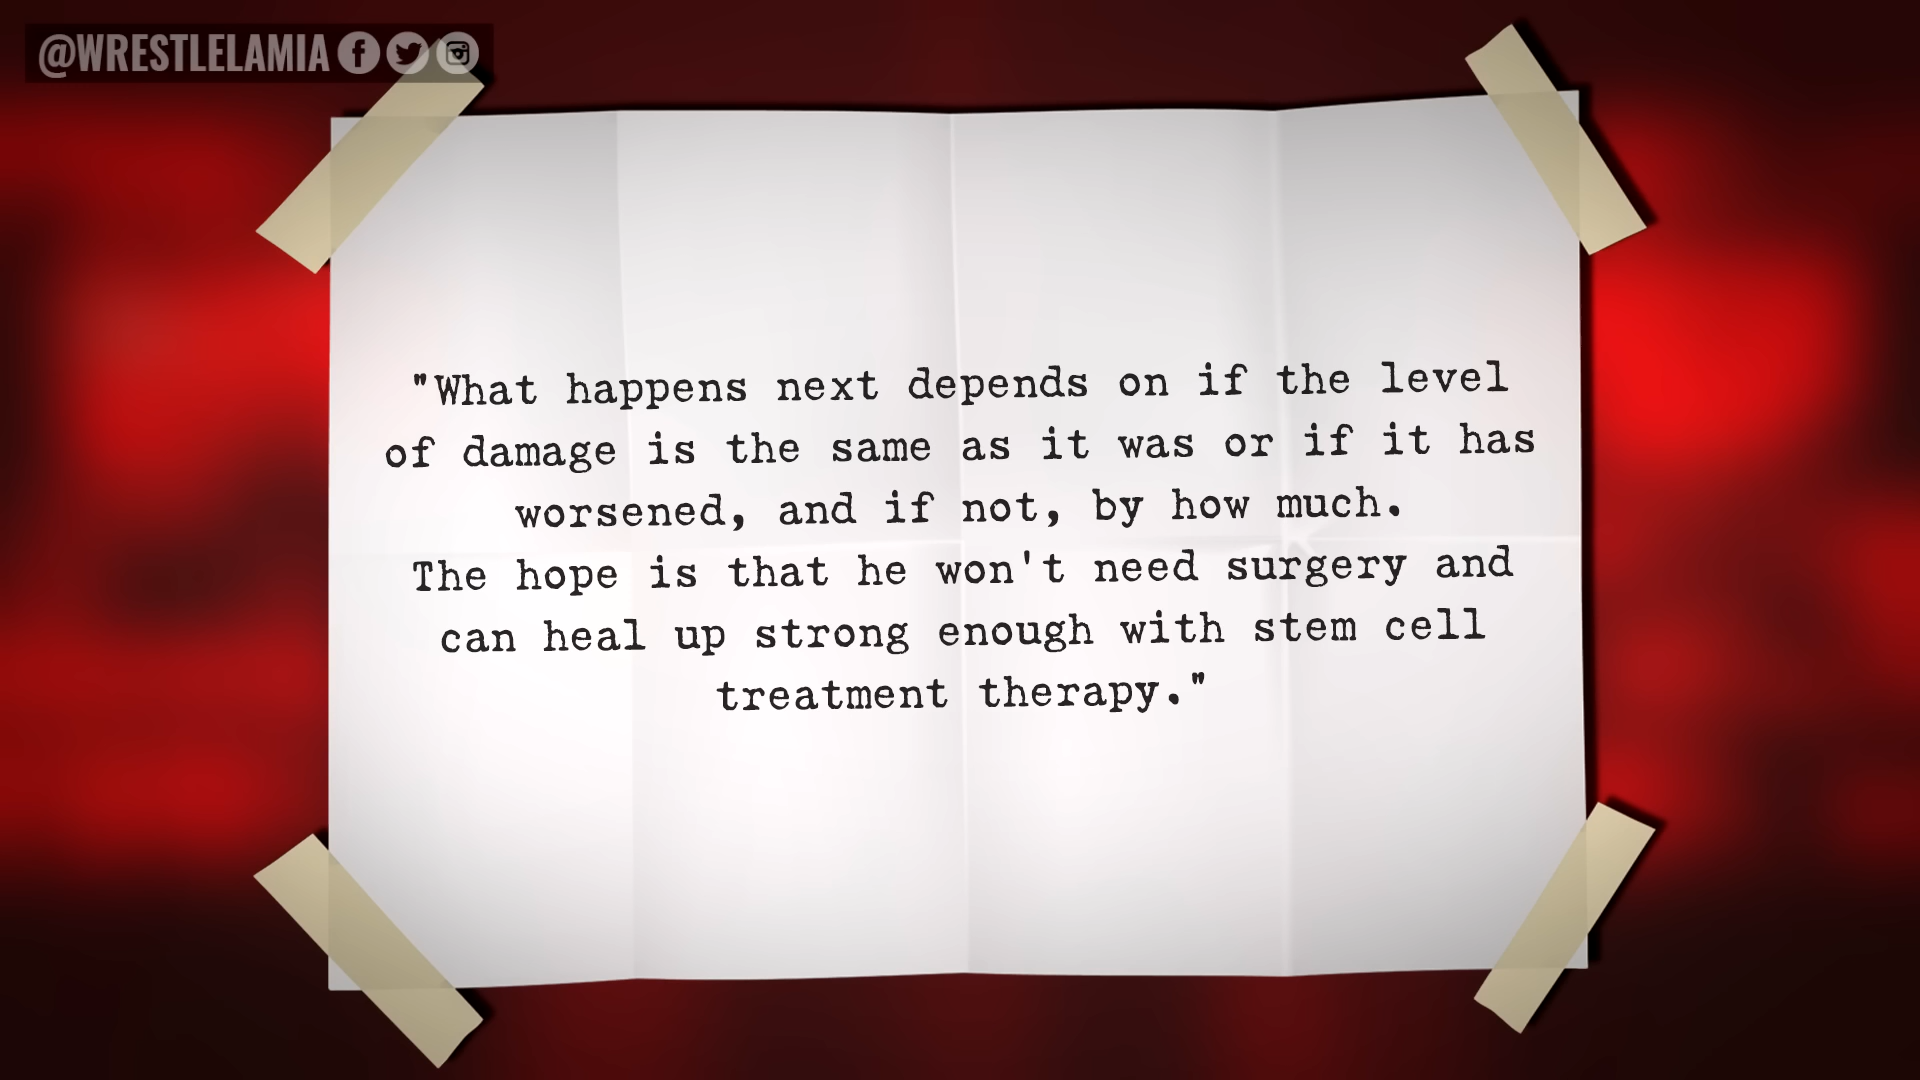 @WRESTLELAMIA
"What happens next depends on if the level
of damage is the same as it was or if it has
worsened, and if not, by how much.
The hope is that he won't need surgery and
can heal up strong enough with stem cell
treatment therapy."